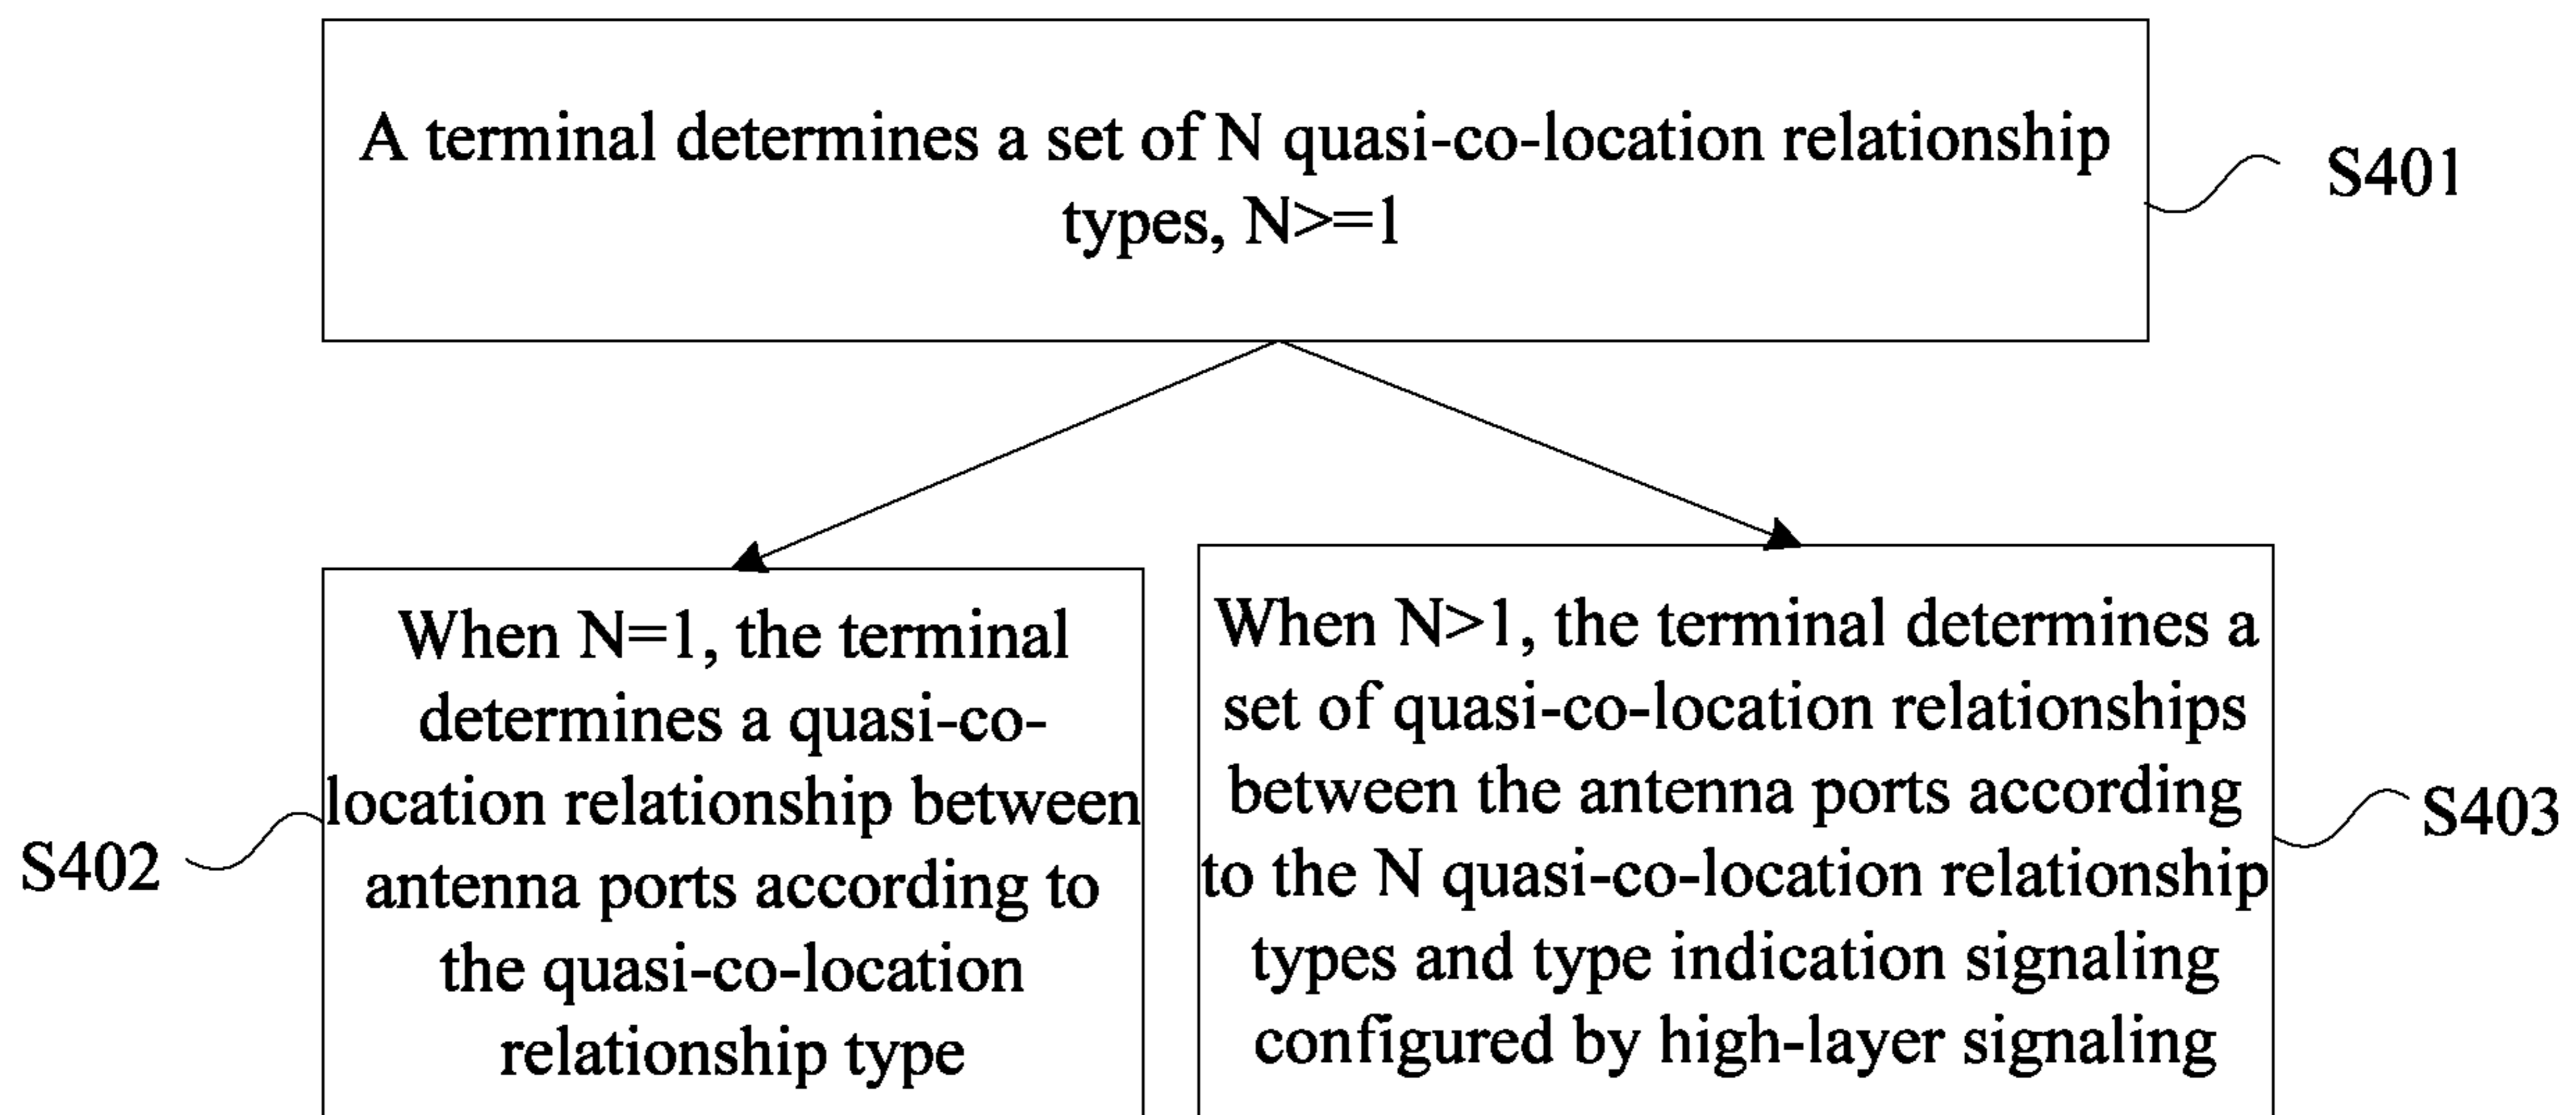 A terminal determines a set of N quasi-co-location relationship
types, N>=1
S401
When N=1, the terminal
determines a quasi-co-
location relationship between
antenna ports according to
the quasi-co-location
relationship type
S402
When N>1, the terminal determines a
set of quasi-co-location relationships
between the antenna ports according
to the N quasi-co-location relationship
types and type indication signaling
configured by high-layer signaling
S403